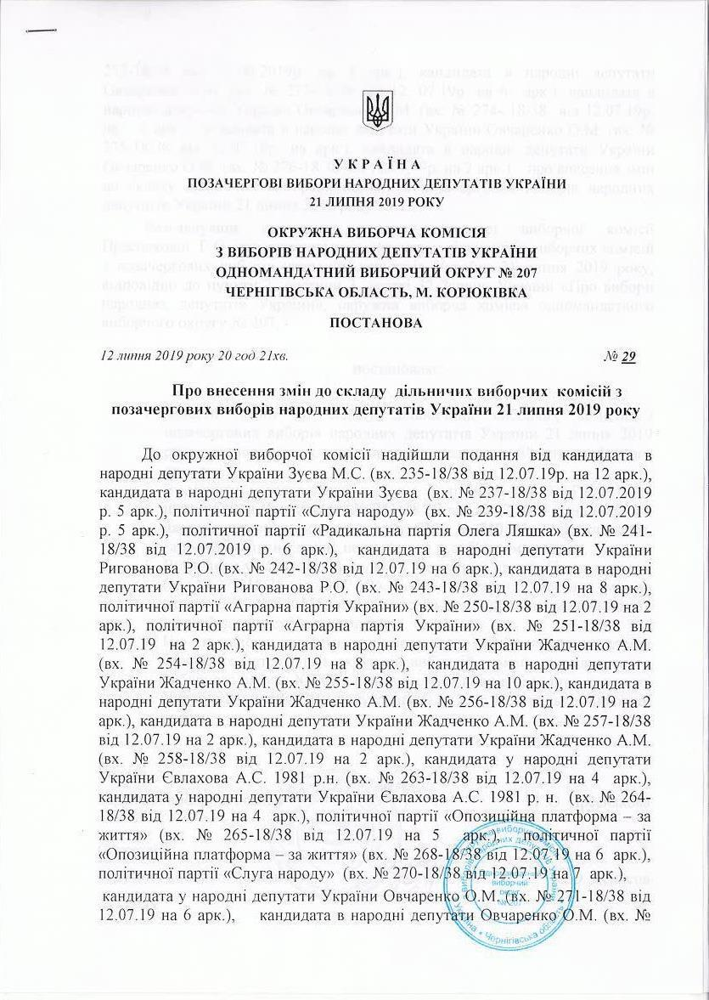 У К Р А Ї Н А
ПОЗАЧЕРГОВІ ВИБОРИ НАРОДНИХ ДЕПУТАТІВ УКРАЇНИ
21 ЛИПНЯ 2019 РОКУ
ОКРУЖНА ВИБОРЧА КОМІСІЯ
З ВИБОРІВ НАРОДНИХ ДЕПУТАТІВ УКРАЇНИ
ОДНОМАНДАТНИЙ ВИБОРЧИЙ ОКРУГ № 207
ЧЕРНІГІВСЬКА ОБЛАСТЬ, М. КОРЮКІВКА
ПОСТАНОВА
12 липня 2019 року 20 год 21хв. № 29
Про внесення змін до складу дільничих виборчих комісій з
позачергових виборів народних депутатів України 21 липня 2019 року
До окружної виборчої комісії надійшли подання від кандидата в
народні депутати України Зуєва М.С. (вх. 235-18/38 від 12.07.19р. на 12 арк.),
кандидата в народні депутати України Зуєва (вх. № 237-18/38 від 12.07.2019
р. 5 арк.), політичної партії «Слуга народу» (вх. № 239-18/38 від 12.07.2019
р. 5 арк.), політичної партії «Радикальна партія Олега Ляшка» (вх. № 241-
18/38 від 12.07.2019 р. 6 арк.), кандидата в народні депутати України
Ригованова Р.О. (вх. № 242-18/38 від 12.07.19 на 6 арк.), кандидата в народні
депутати України Ригованова Р.О. (вх. № 243-18/38 від 12.07.19 на 8 арк.),
політичної партії «Аграрна партія України» (вх. № 250-18/38 від 12.07.19 на 2
арк.), політичної партії «Аграрна партія України» (вх. № 251-18/38 від
12.07.19 на 2 арк.), кандидата в народні депутати України Жадченко А.М.
(вх. № 254-18/38 від 12.07.19 на 8 арк.), кандидата в народні депутати
України Жадченко А.М. (вх. № 255-18/38 від 12.07.19 на 10 арк.), кандидата в
народні депутати України Жадченко А.М. (вх. № 256-18/38 від 12.07.19 на 2
арк.), кандидата в народні депутати України Жадченко А.М. (вх. № 257-18/38
від 12.07.19 на 2 арк.), кандидата в народні депутати України Жадченко А.М.
(вх. № 258-18/38 від 12.07.19 на 2 арк.), кандидата у народні депутати
України Євлахова А.С. 1981 р.н. (вх. № 263-18/38 від 12.07.19 на 4 арк.),
кандидата у народні депутати України Євлахова А.С. 1981 р. н. (вх. № 264-
18/38 від 12.07.19 на 4 арк.), політичної партії «Опозиційна платформа – за
життя» (вх. № 265-18/38 від 12.07.19 на 5 арк.), політичної партії
«Опозиційна платформа – за життя» (вх. № 268-18/38 від 12.07.19 на 6 арк.),
політичної партії «Слуга народу» (вх. № 270-18/38 від 12.07.19 на 7 арк.),
кандидата у народні депутати України Овчаренко О.М. (вх. № 271-18/38 від
12.07.19 на 6 арк.), кандидата в народні депутати Овчаренко О.М. (вх. №
виборчий
округ
№ 207
Україна * Чернігівська область